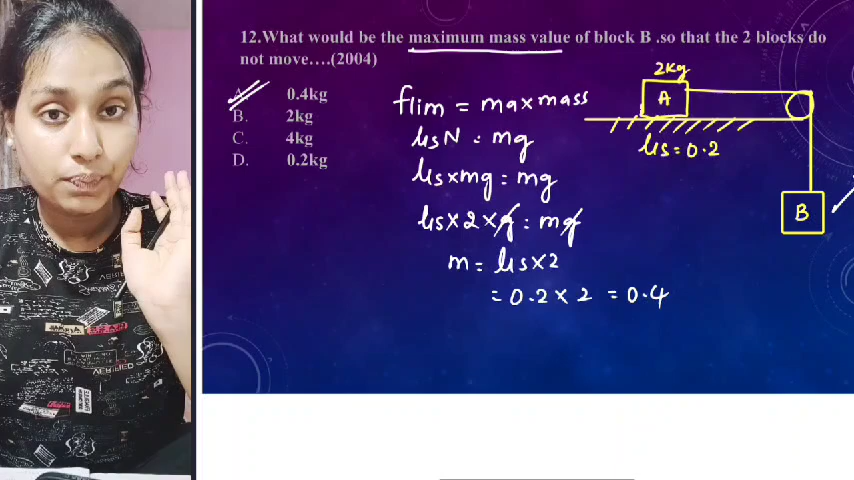 12.What would be the maximum mass value of block B .so that the 2 blocks do
not move....(2004)
A. 0.4kg
B. 2kg
C. 4kg
D. 0.2kg
flim = max mass
μsN = mg
μs×mg = mg
μs×2×g = mg
m = μs×2
= 0.2×2 = 0.4
2kg
A
μs=0.2
B